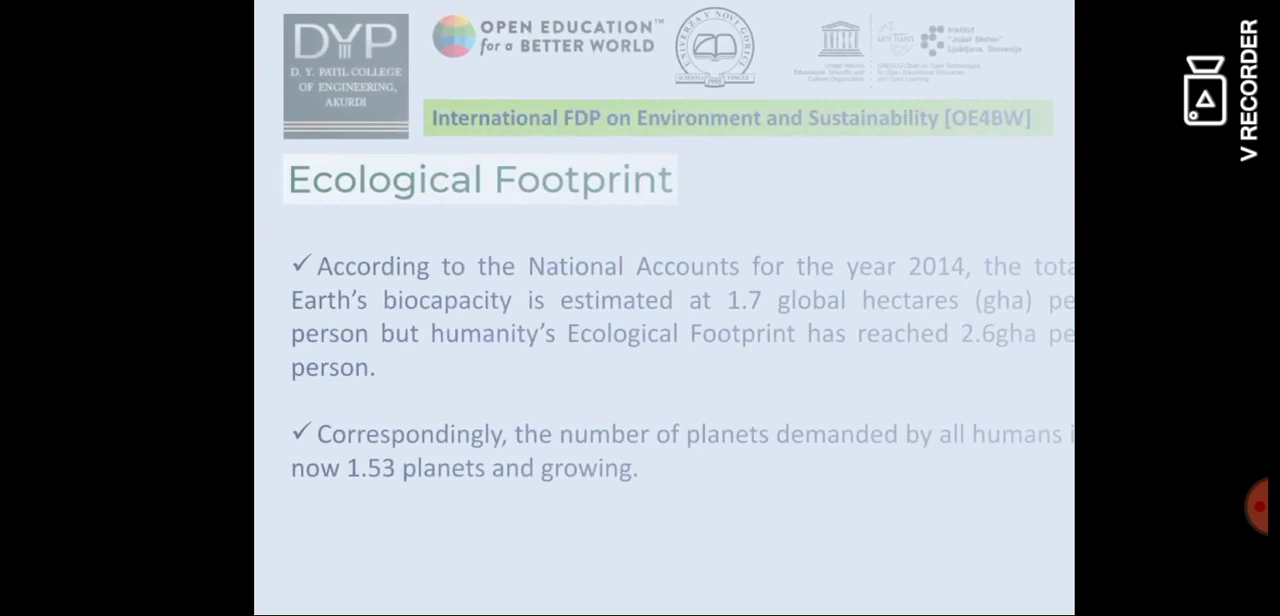 DYP
D. Y. PATIL COLLEGE
OF ENGINEERING,
AKURDI
OPEN EDUCATION™
for a BETTER WORLD
International FDP on Environment and Sustainability [OE4BW]
Ecological Footprint
✓According to the National Accounts for the year 2014, the tota
Earth's biocapacity is estimated at 1.7 global hectares (gha) pe
person but humanity's Ecological Footprint has reached 2.6gha pe
person.
✓Correspondingly, the number of planets demanded by all humans i
now 1.53 planets and growing.
V RECORDER